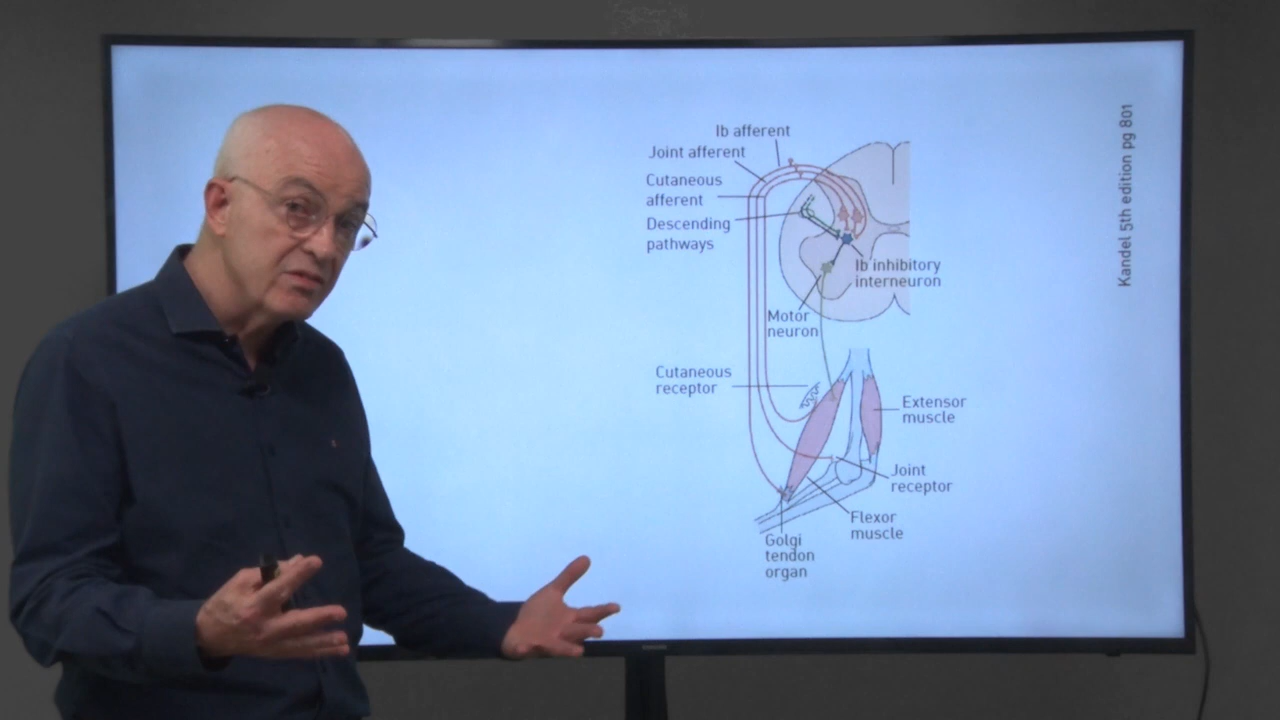 Ib afferent
Joint afferent
Cutaneous
afferent
Descending
pathways
Ib inhibitory
interneuron
Motor
neuron
Cutaneous
receptor
Extensor
muscle
Joint
receptor
Flexor
muscle
Golgi
tendon
organ
Kandel 5th edition pg 801